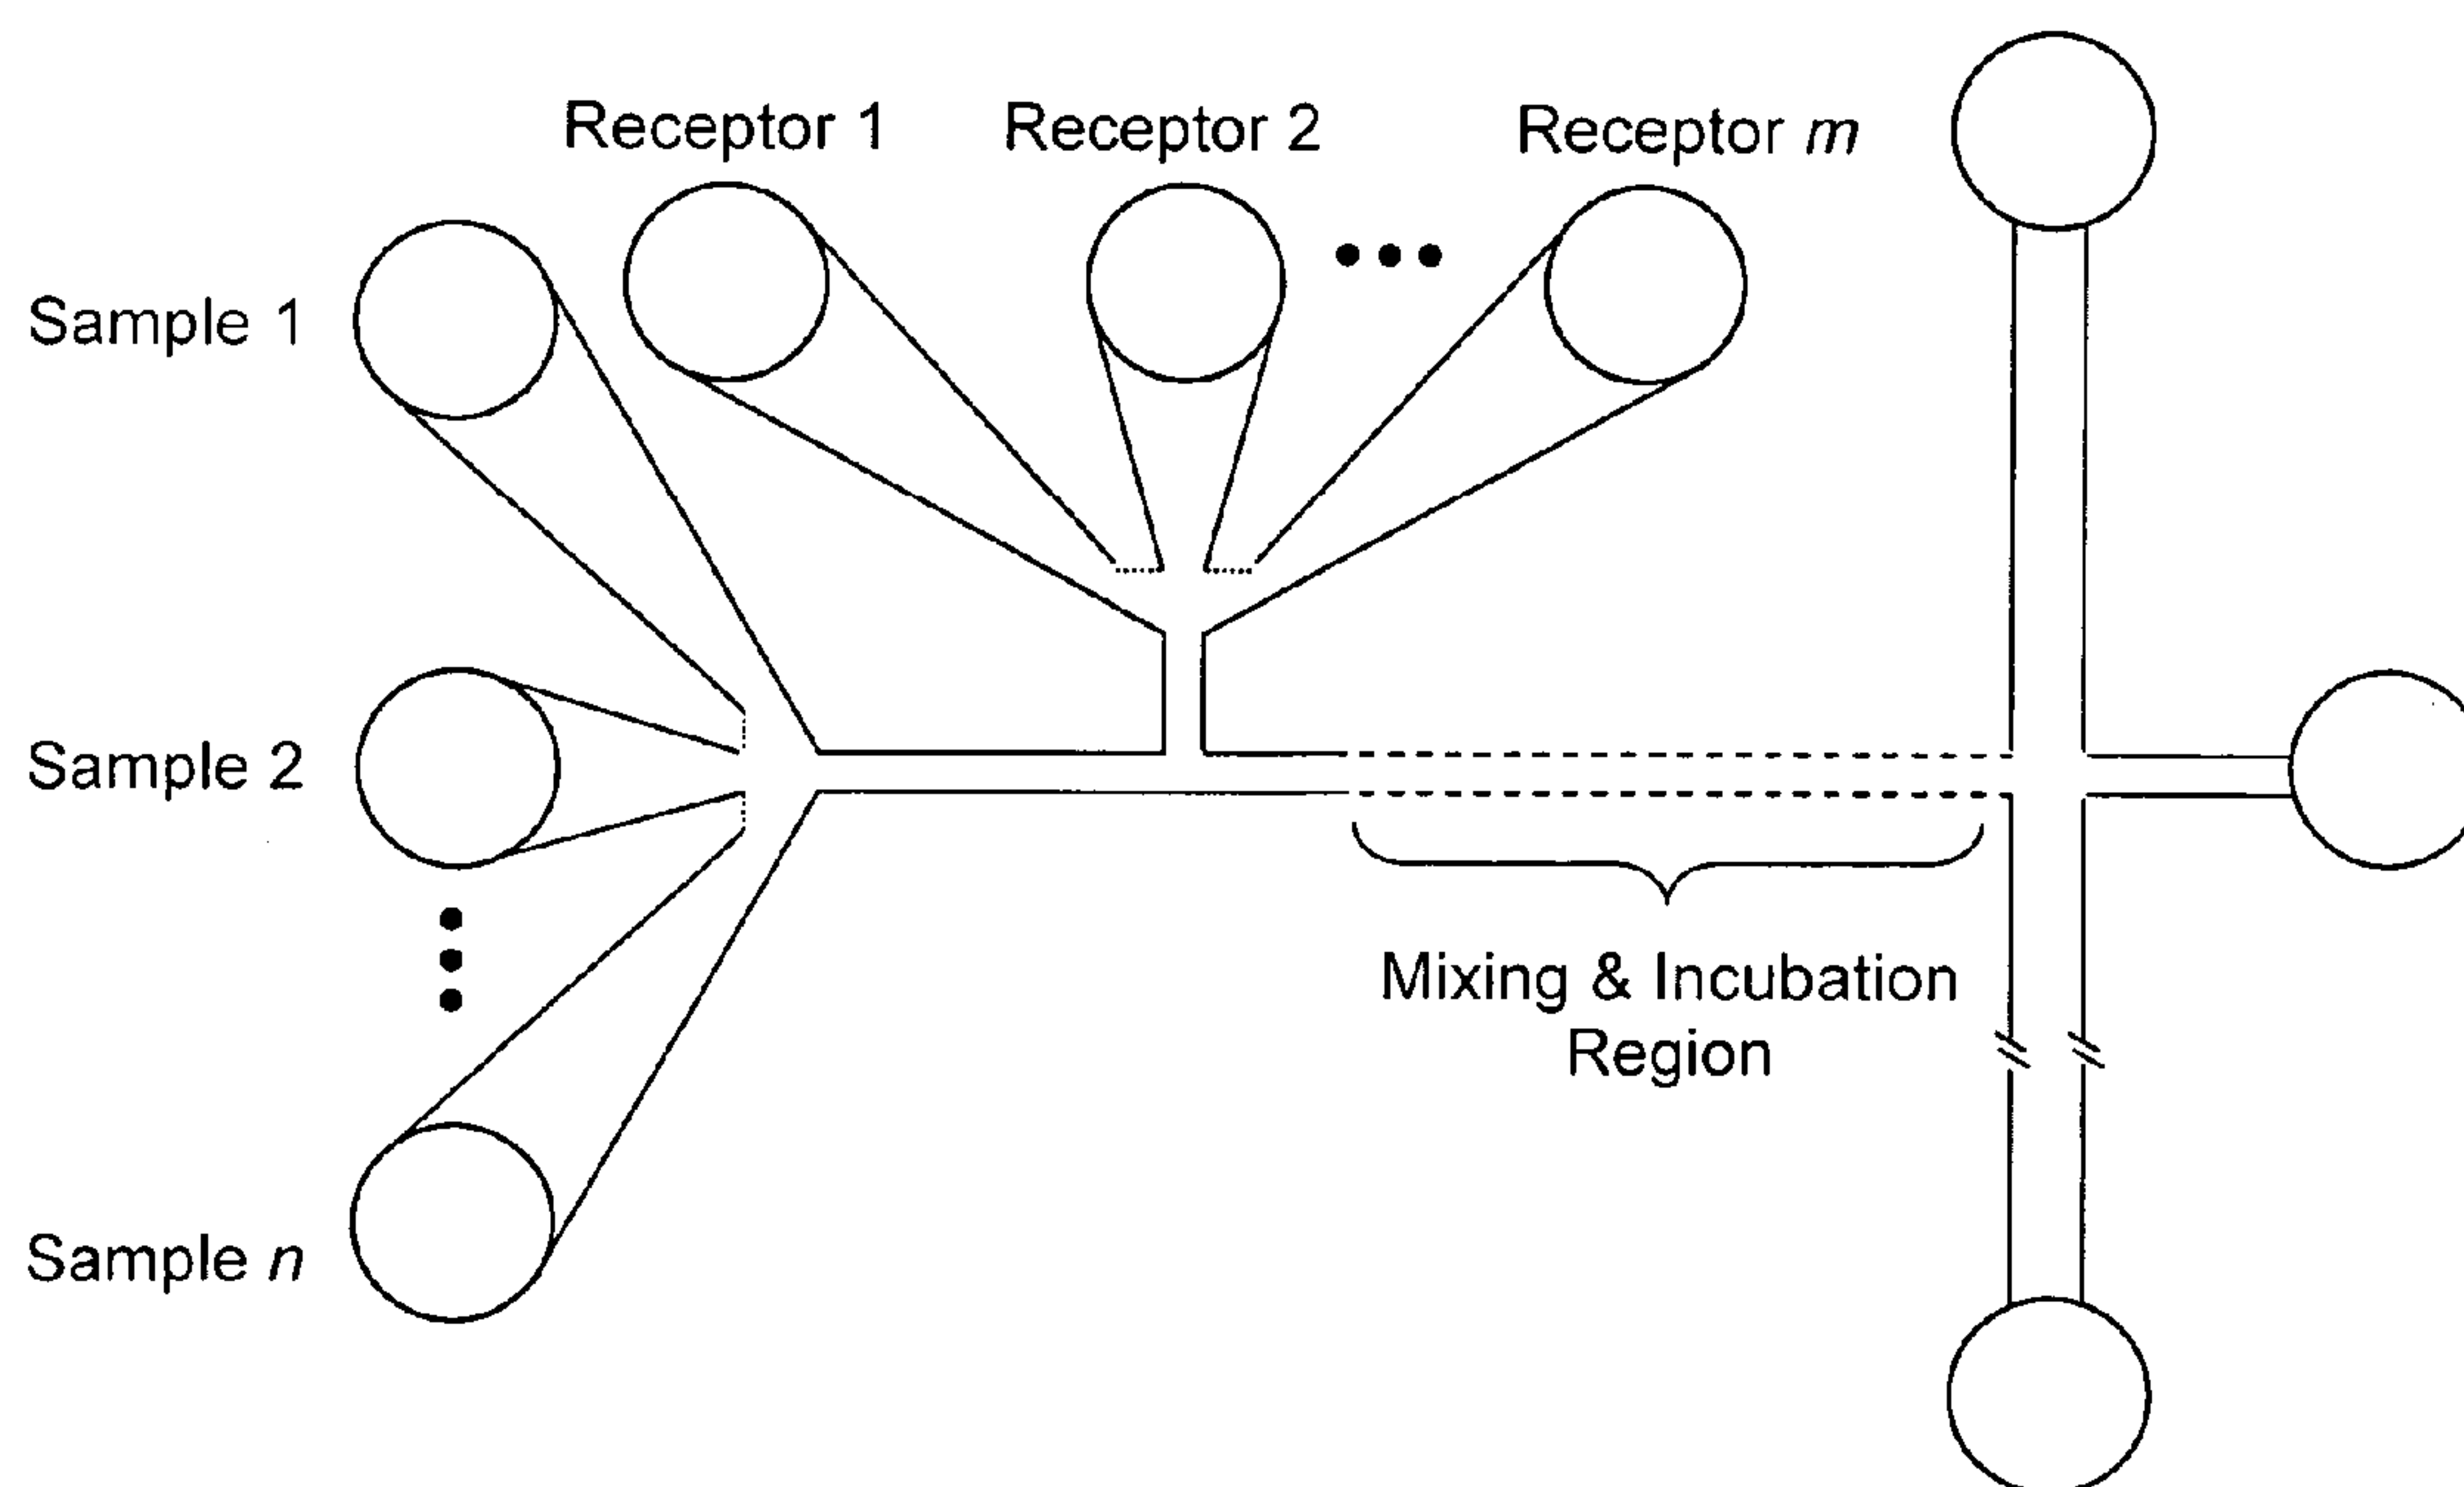 Receptor 1
Receptor 2
Receptor m
Sample 1
Sample 2
Sample n
Mixing & Incubation
Region